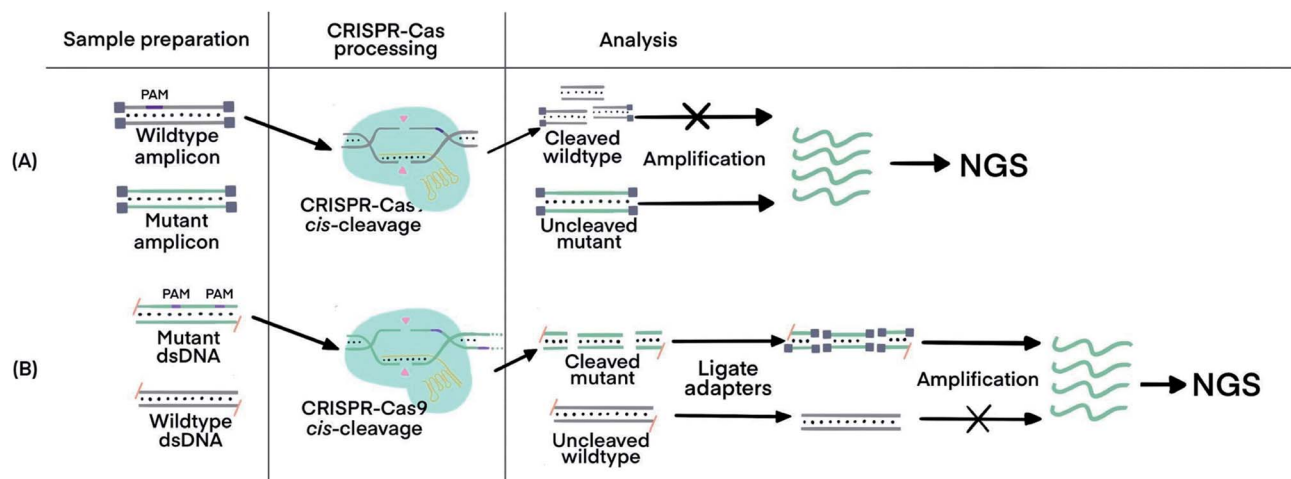 Sample preparation
CRISPR-Cas
processing
Analysis
(A)
PAM
Wildtype
amplicon
Mutant
amplicon
CRISPR-Cas9
cis-cleavage
Cleaved
wildtype
Amplification
Uncleaved
mutant
NGS
(B)
PAM PAM
Mutant
dsDNA
Wildtype
dsDNA
CRISPR-Cas9
cis-cleavage
Cleaved
mutant
Ligate
adapters
Uncleaved
wildtype
Amplification
NGS